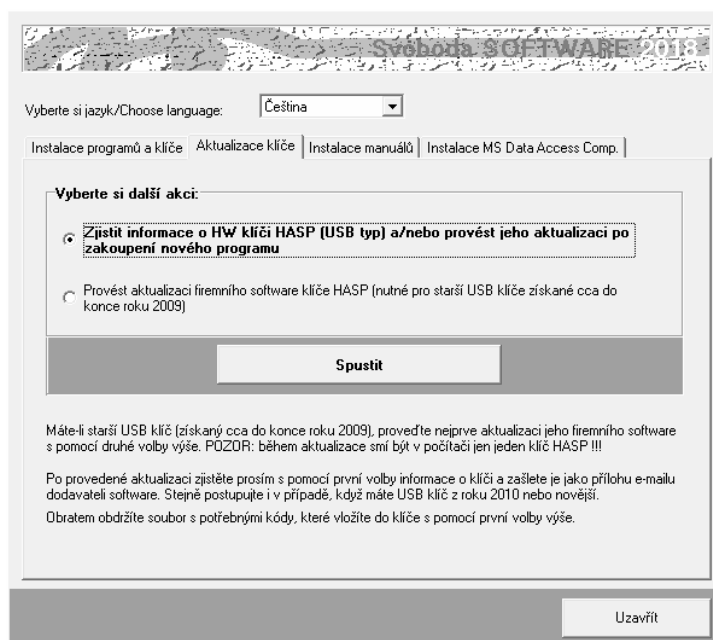 Svoboda SOFTWARE 2018
Vyberte si jazyk/Choose language: Čeština
Instalace programů a klíče Aktualizace klíče Instalace manuálů Instalace MS Data Access Comp.
Vyberte si další akci:
Zjistit informace o HW klíči HASP (USB typ) a/nebo provést jeho aktualizaci po
zakoupení nového programu
Provést aktualizaci firemního software klíče HASP (nutné pro starší USB klíče získané cca do
konce roku 2009)
Spustit
Máte-li starší USB klíč (získaný cca do konce roku 2009), proveďte nejprve aktualizaci jeho firemního software
s pomocí druhé volby výše. POZOR: během aktualizace smí být v počítači jen jeden klíč HASP !!!
Po provedené aktualizaci zjistěte prosím s pomocí první volby informace o klíči a zašlete je jako přílohu e-mailu
dodavateli software. Stejně postupujte i v případě, když máte USB klíč z roku 2010 nebo novější.
Obratem obdržíte soubor s potřebnými kódy, které vložíte do klíče s pomocí první volby výše.
Uzavřít